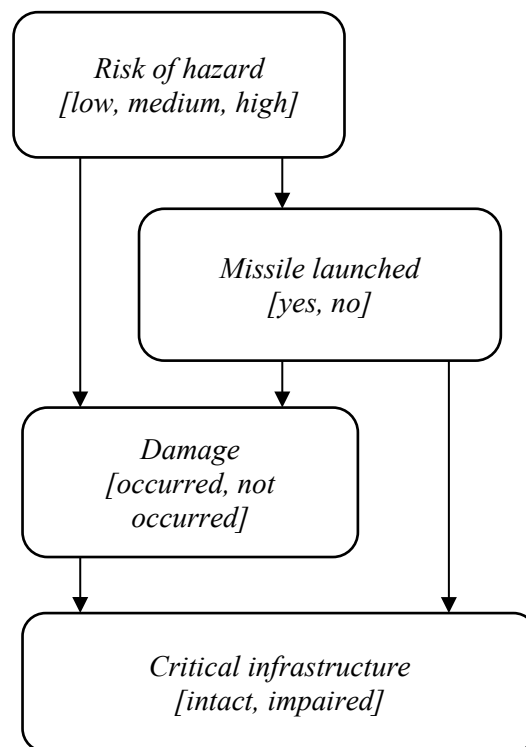 Risk of hazard
[low, medium, high]
Missile launched
[yes, no]
Damage
[occurred, not
occurred]
Critical infrastructure
[intact, impaired]